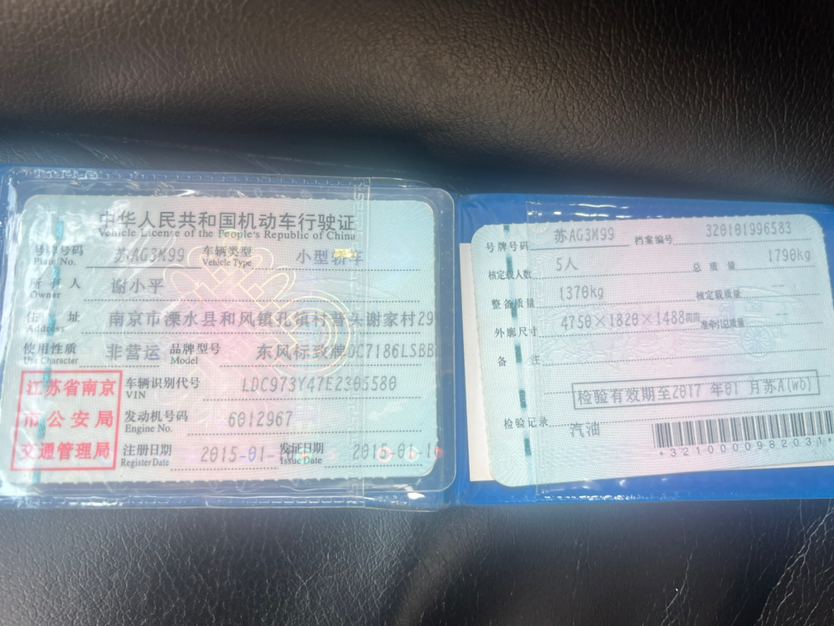 中华人民共和国机动车行驶证
Vehicle License of the People's Republic of China
号牌号码 苏AG3M99 车辆类型 小型轿车
Plate No. Vehicle Type
所有人 谢小平
Owner
住址 南京市溧水县和凤镇孔镇村 头谢家村29
Address
使用性质 非营运 品牌型号 东风标致牌DC7186LSBB
Use Character Model
江苏省南京
市公安局
交通管理局
车辆识别代号 LDC973Y47E2305580
VIN
发动机号码 6012967
Engine No.
注册日期 2015-01- 发证日期 2015-01-
Register Date Issue Date
号牌号码 苏AG3M99 档案编号 320101996583
核定载人数 5人 总质量 1790kg
整备质量 1370kg 核定载质量 --
外廓尺寸 4750×1820×1488mm 准牵引总质量 --
备注
检验有效期至2017年01月苏A(wb)
检验记录
汽油
*3210000982031*